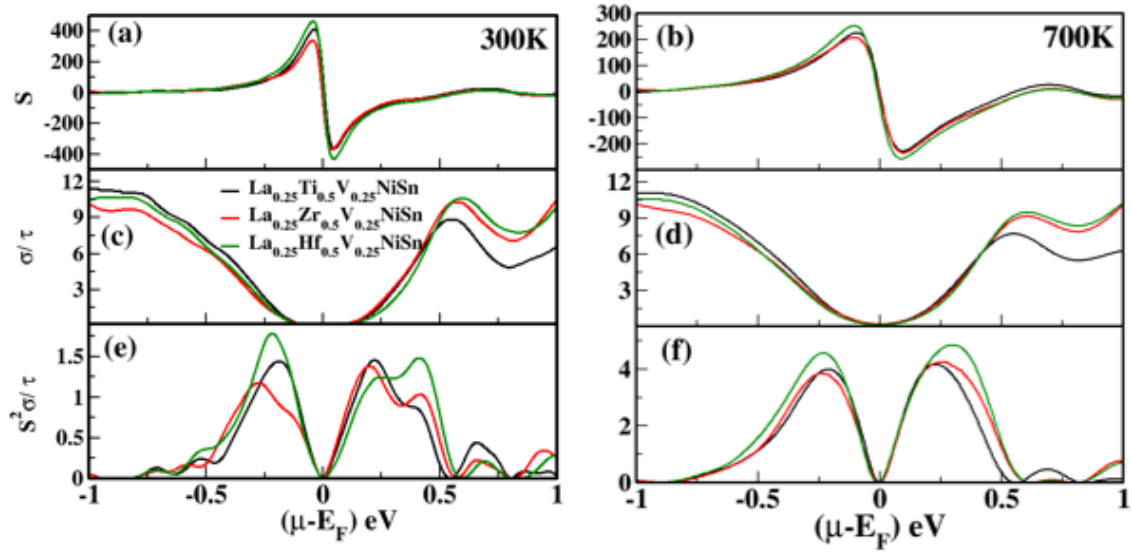 (a) 300K
400
200
0
-200
-400
S
(b) 700K
300
200
100
0
-100
-200
12
9
6
3
σ/τ
La0.25Ti0.5V0.25NiSn
La0.25Zr0.5V0.25NiSn
La0.25Hf0.5V0.25NiSn
(c)
12
9
6
3
(d)
(e)
1.5
1
0.5
0
S²σ/τ
-1 -0.5 0 0.5 1
(μ-EF) eV
(f)
4
2
0
-1 -0.5 0 0.5 1
(μ-EF) eV